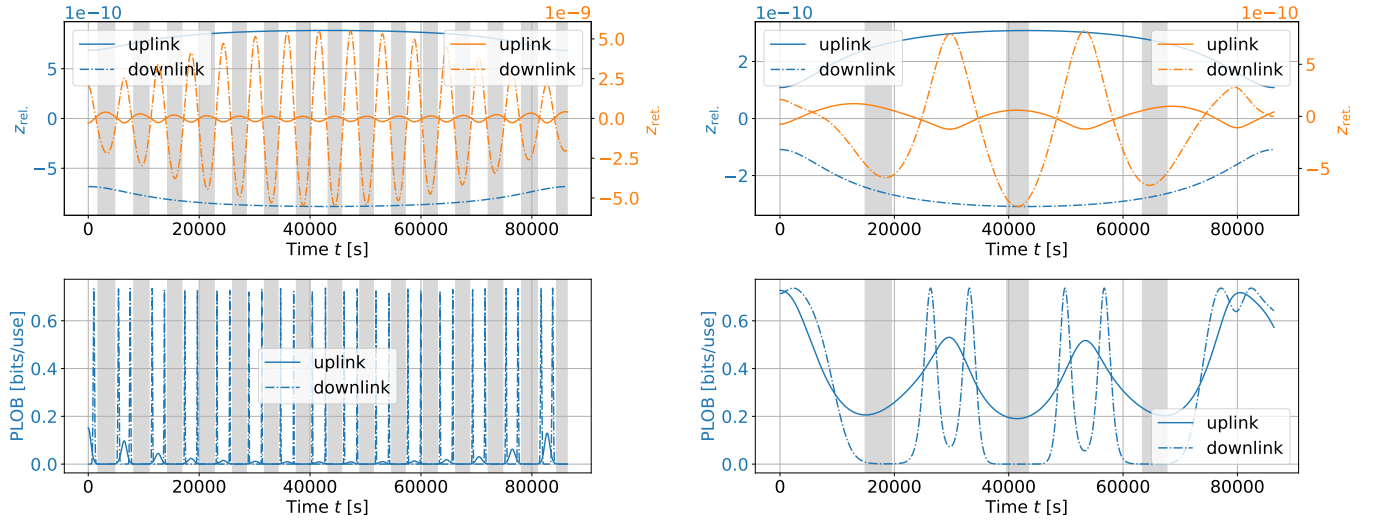 1e−10
1e−9
uplink
downlink
uplink
downlink
5
0
−5
5.0
2.5
0.0
−2.5
−5.0
z_rel.
z_ret.
0
20000
40000
60000
80000
Time t [s]
1e−10
1e−10
uplink
downlink
uplink
downlink
2
0
−2
5
0
−5
z_rel.
z_ret.
0
20000
40000
60000
80000
Time t [s]
PLOB [bits/use]
0.6
0.4
0.2
0.0
uplink
downlink
0
20000
40000
60000
80000
Time t [s]
PLOB [bits/use]
0.6
0.4
0.2
0.0
uplink
downlink
0
20000
40000
60000
80000
Time t [s]